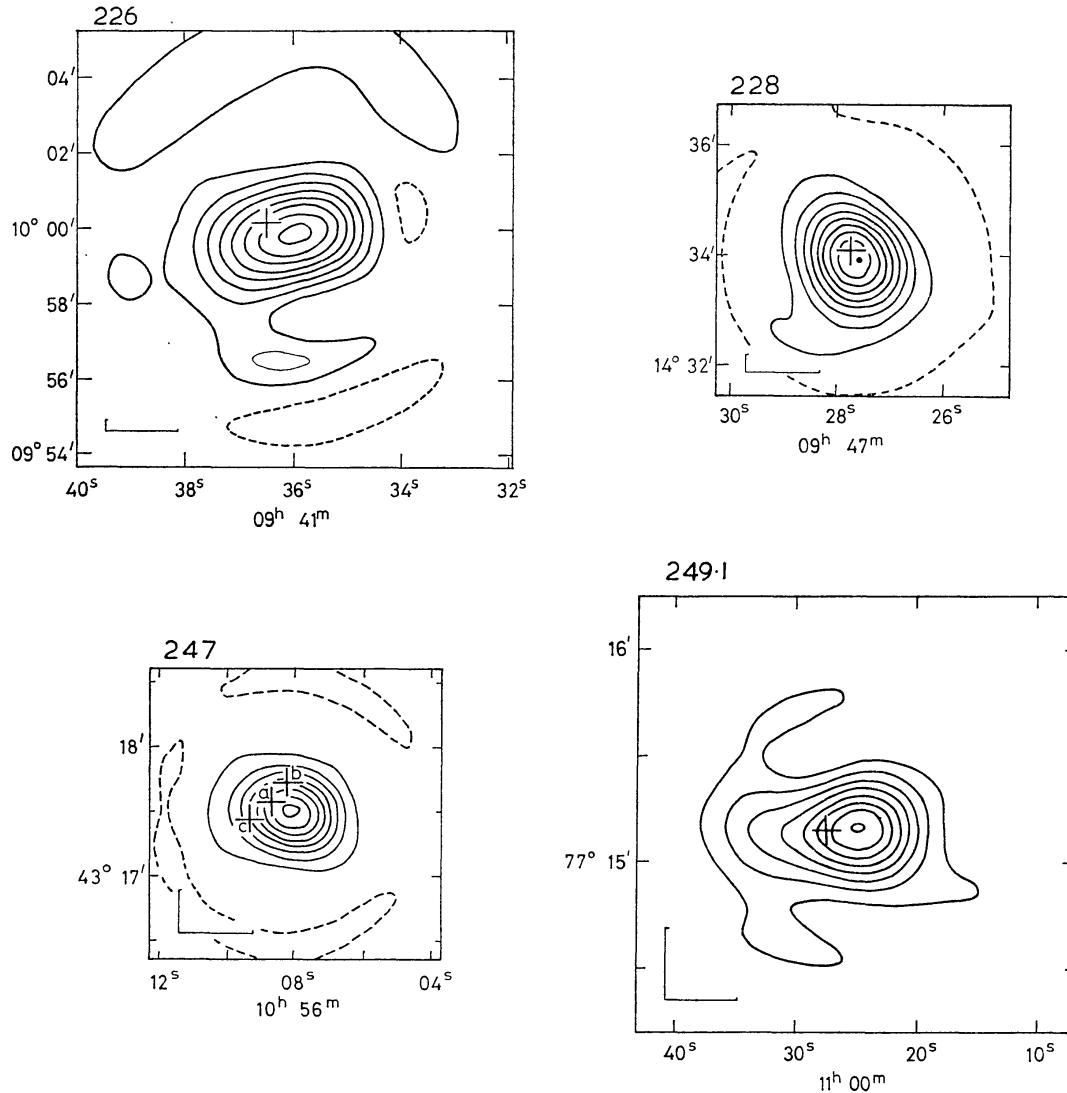 226
04′
02′
10° 00′
58′
56′
09° 54′
40ˢ 38ˢ 36ˢ 34ˢ 32ˢ
09ʰ 41ᵐ
228
36′
34′
14° 32′
30ˢ 28ˢ 26ˢ
09ʰ 47ᵐ
247
b
a
c
18′
43° 17′
12ˢ 08ˢ 04ˢ
10ʰ 56ᵐ
249·1
16′
77° 15′
40ˢ 30ˢ 20ˢ 10ˢ
11ʰ 00ᵐ